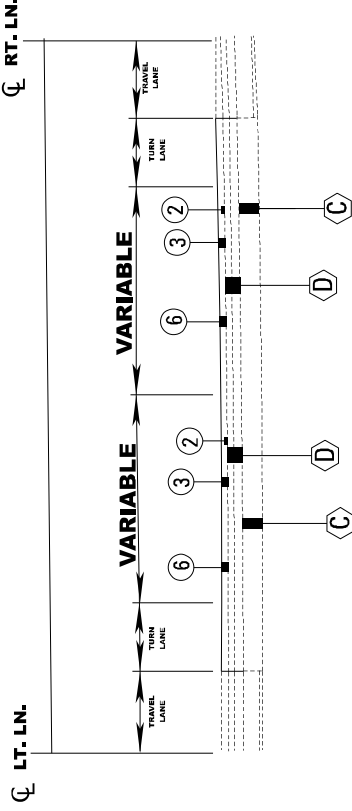 ℄ LT. LN.
℄ RT. LN.
VARIABLE
VARIABLE
TRAVEL
LANE
TURN
LANE
TURN
LANE
TRAVEL
LANE
6
3
2
6
3
2
C
D
D
C